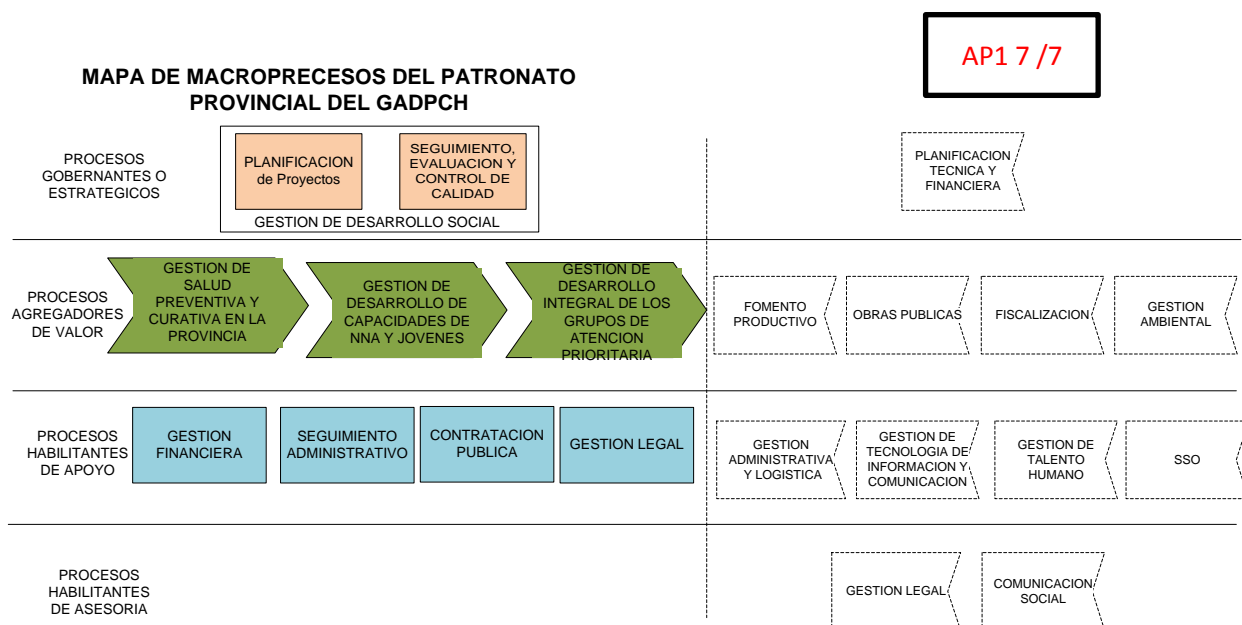 AP1 7 /7
MAPA DE MACROPRECESOS DEL PATRONATO
PROVINCIAL DEL GADPCH
PROCESOS
GOBERNANTES O
ESTRATEGICOS
PLANIFICACION
de Proyectos
SEGUIMIENTO,
EVALUACION Y
CONTROL DE
CALIDAD
GESTION DE DESARROLLO SOCIAL
PLANIFICACION
TECNICA Y
FINANCIERA
PROCESOS
AGREGADORES
DE VALOR
GESTION DE
SALUD
PREVENTIVA Y
CURATIVA EN LA
PROVINCIA
GESTION DE
DESARROLLO DE
CAPACIDADES DE
NNA Y JOVENES
GESTION DE
DESARROLLO
INTEGRAL DE LOS
GRUPOS DE
ATENCION
PRIORITARIA
FOMENTO
PRODUCTIVO
OBRAS PUBLICAS
FISCALIZACION
GESTION
AMBIENTAL
PROCESOS
HABILITANTES
DE APOYO
GESTION
FINANCIERA
SEGUIMIENTO
ADMINISTRATIVO
CONTRATACION
PUBLICA
GESTION LEGAL
GESTION
ADMINISTRATIVA
Y LOGISTICA
GESTION DE
TECNOLOGIA DE
INFORMACION Y
COMUNICACION
GESTION DE
TALENTO
HUMANO
SSO
PROCESOS
HABILITANTES
DE ASESORIA
GESTION LEGAL
COMUNICACION
SOCIAL